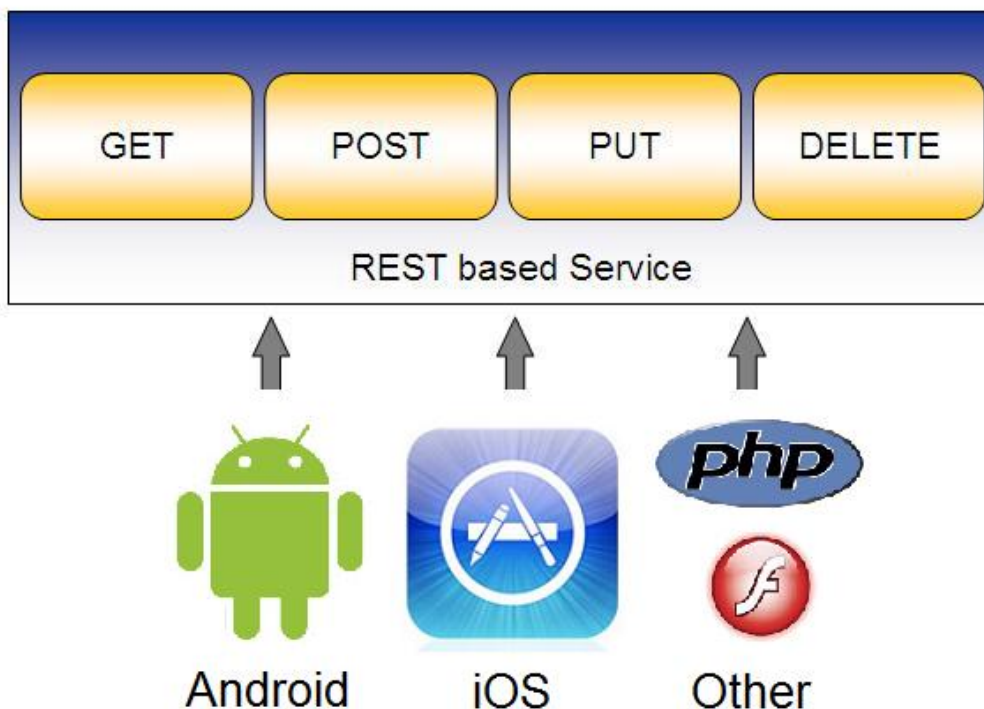 GET POST PUT DELETE
REST based Service
php
Android iOS Other